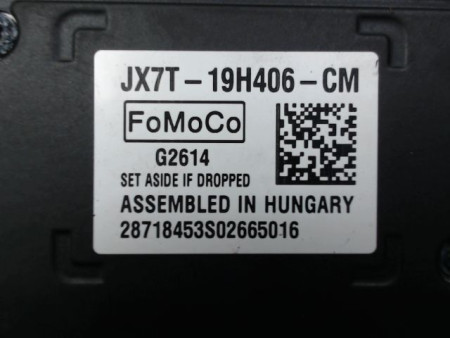 JX7T-19H406-CM
FoMoCo
G2614
SET ASIDE IF DROPPED
ASSEMBLED IN HUNGARY
28718453S02665016